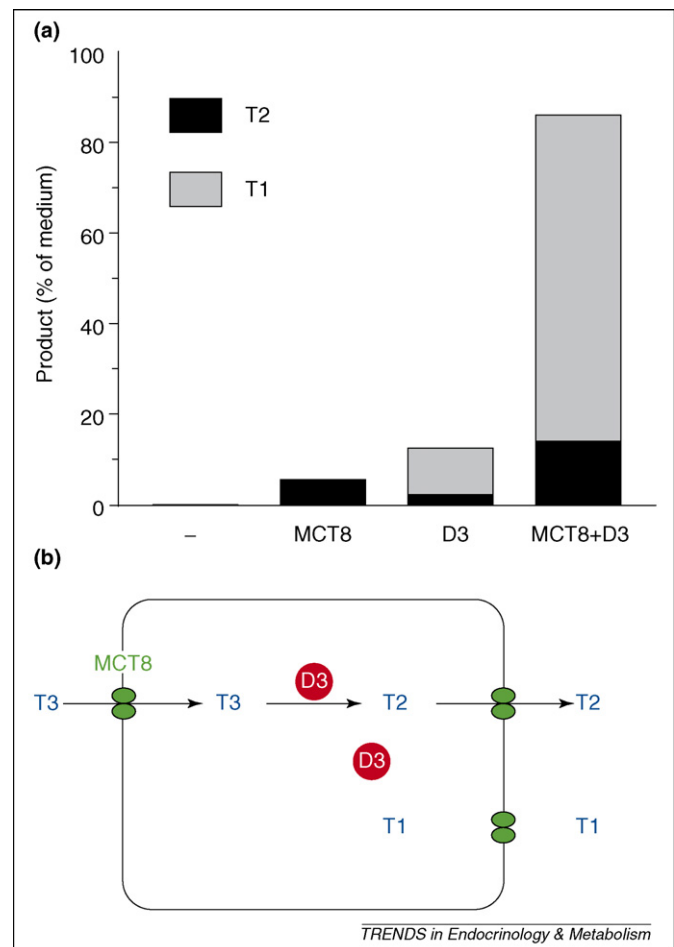 (a)
100
80
60
40
20
0
Product (% of medium)
T2
T1
– MCT8 D3 MCT8+D3
(b)
MCT8
T3 T3 D3 T2 T2
D3
T1 T1
TRENDS in Endocrinology & Metabolism